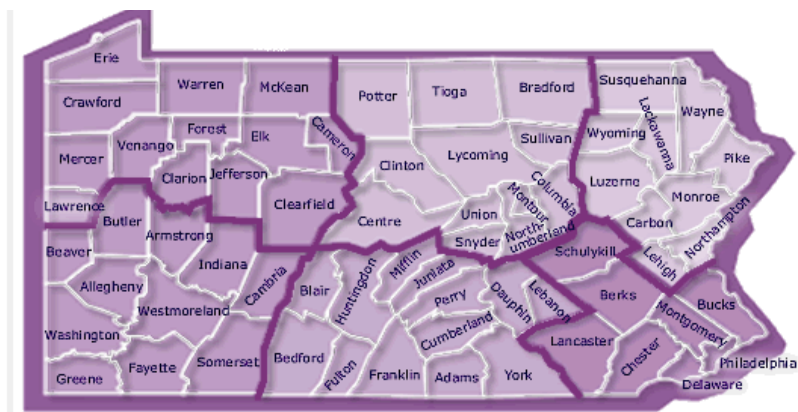 Erie
Warren
McKean
Crawford
Potter
Tioga
Bradford
Susquehanna
Wayne
Lackawanna
Wyoming
Forest
Elk
Cameron
Venango
Mercer
Clarion
Jefferson
Clinton
Lycoming
Sullivan
Pike
Luzerne
Monroe
Lawrence
Butler
Clearfield
Centre
Union
Montour
Columbia
Carbon
Northampton
Armstrong
Snyder
North-
umberland
Schulykill
Lehigh
Beaver
Indiana
Cambria
Blair
Huntingdon
Mifflin
Juniata
Perry
Dauphin
Lebanon
Berks
Bucks
Allegheny
Westmoreland
Cumberland
Montgomery
Washington
Lancaster
Chester
Philadelphia
Greene
Fayette
Somerset
Bedford
Fulton
Franklin
Adams
York
Delaware